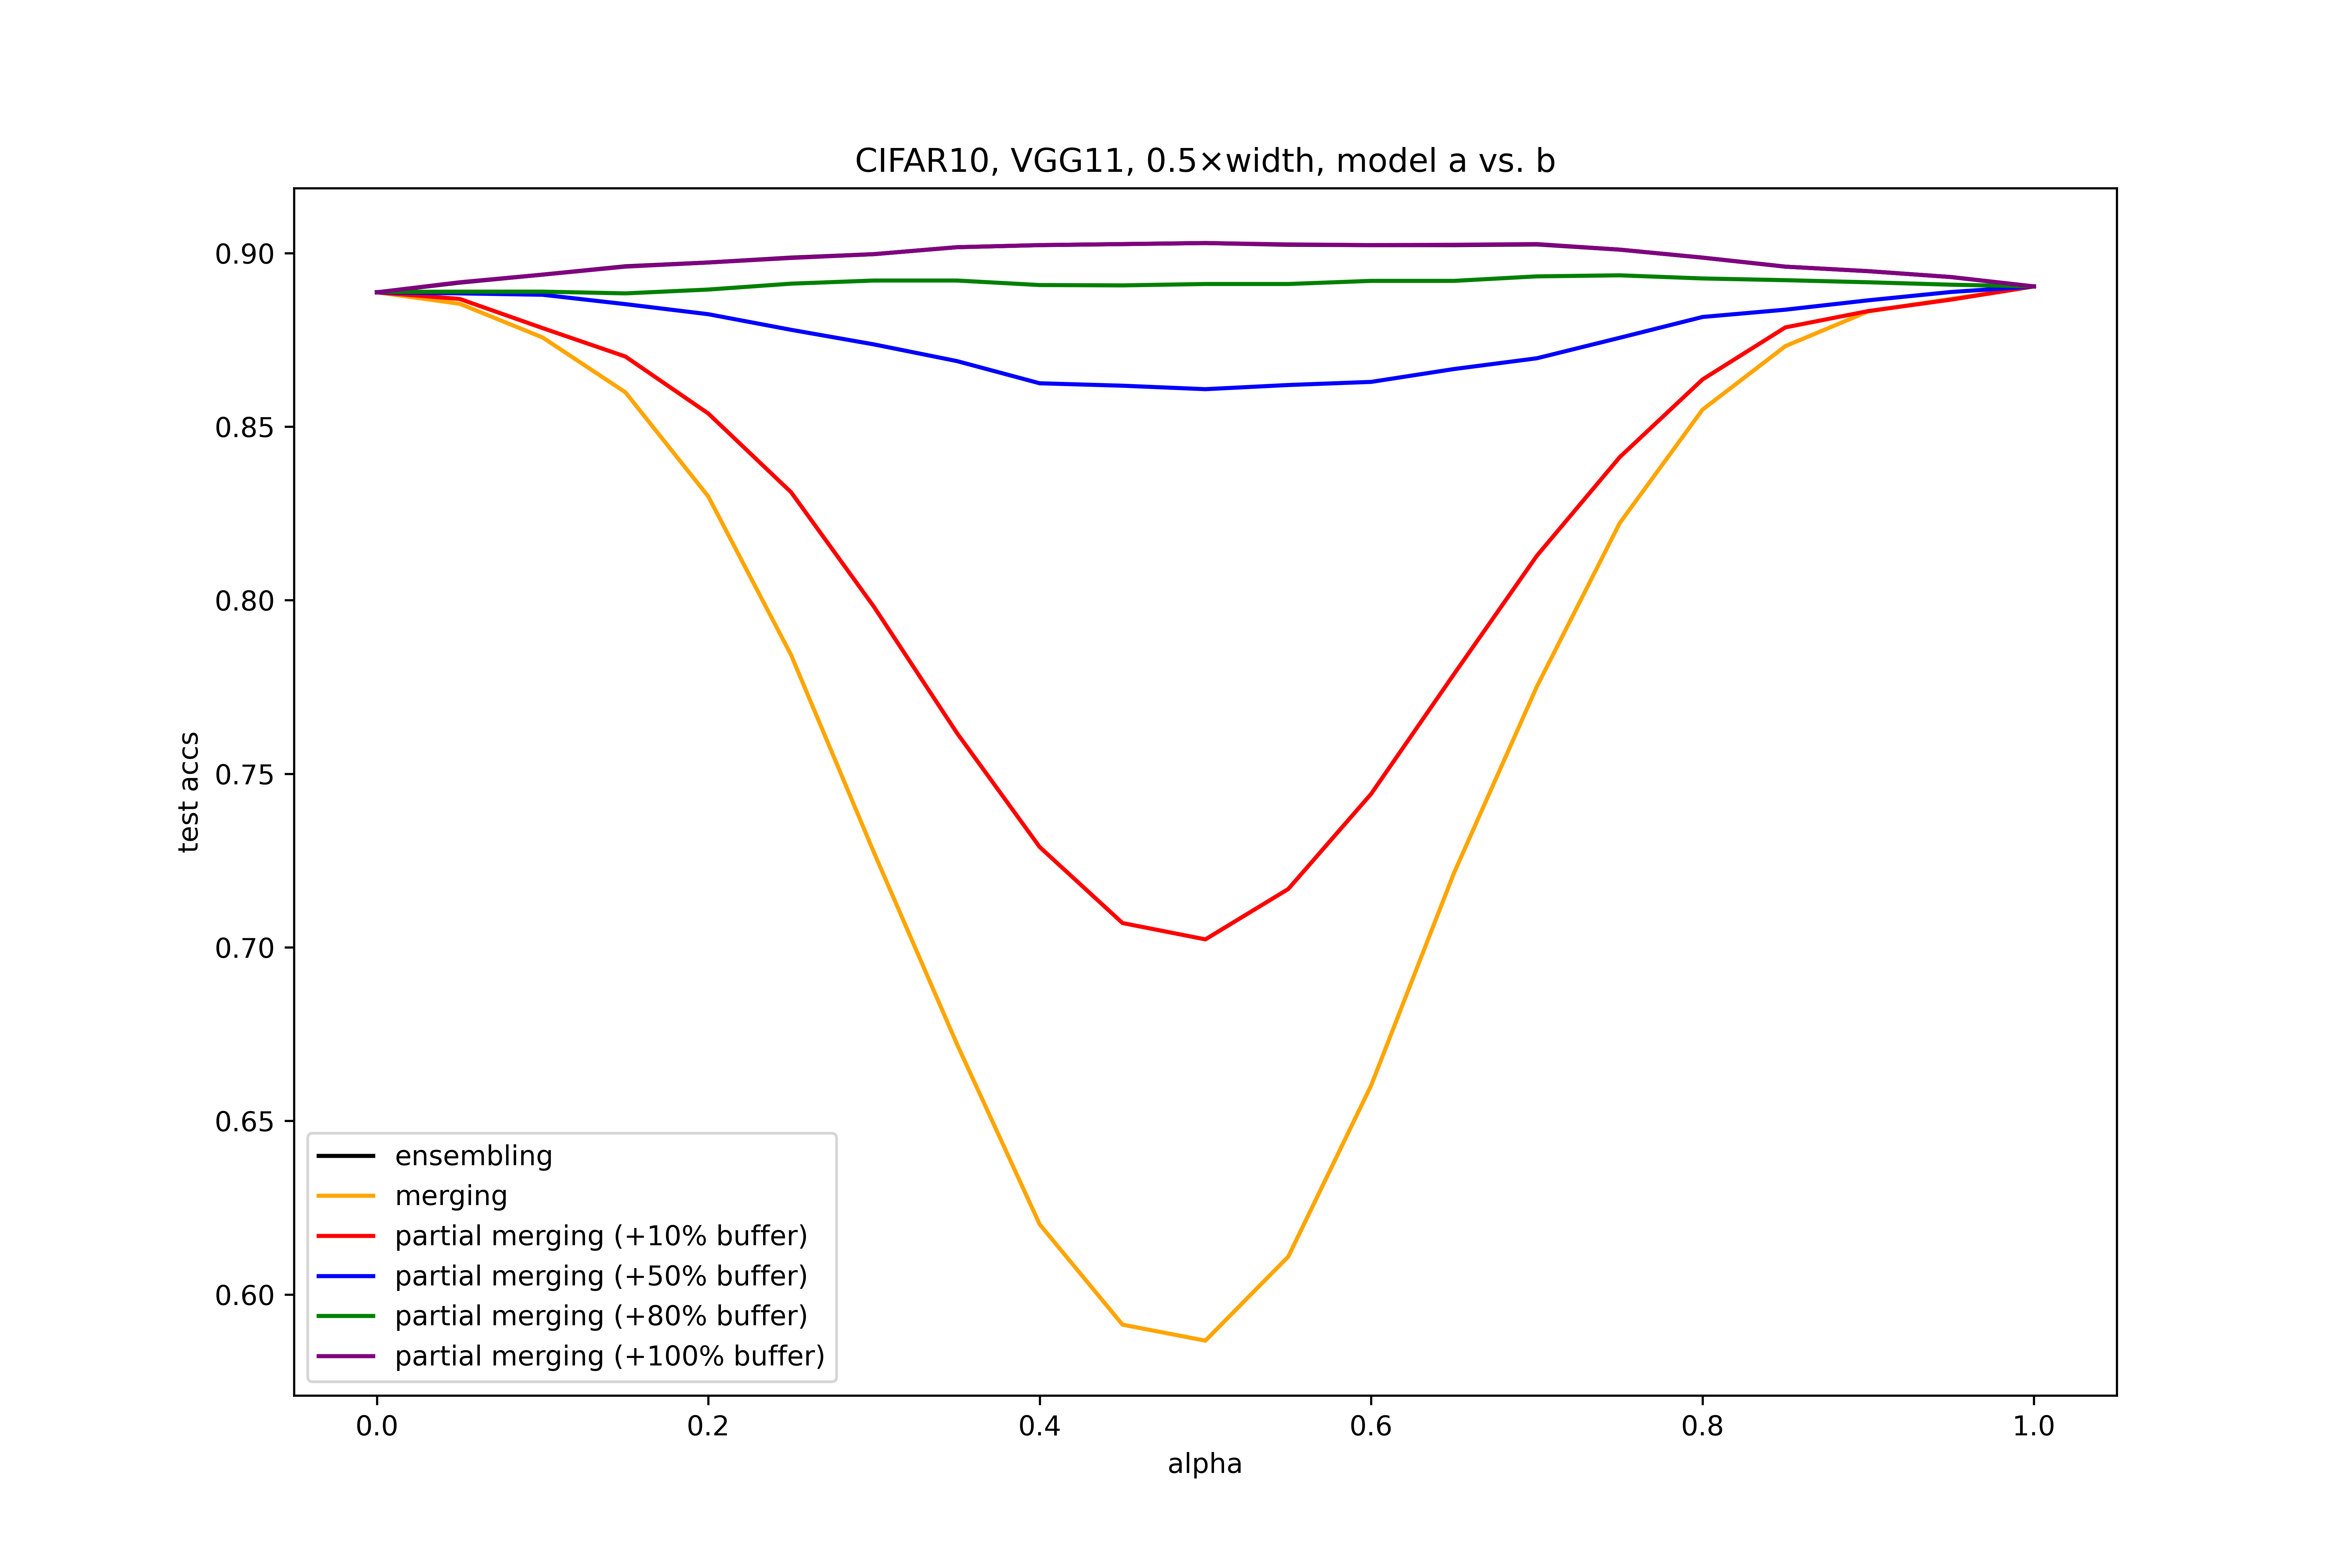 CIFAR10, VGG11, 0.5×width, model a vs. b
test accs
0.90
0.85
0.80
0.75
0.70
0.65
0.60
ensembling
merging
partial merging (+10% buffer)
partial merging (+50% buffer)
partial merging (+80% buffer)
partial merging (+100% buffer)
0.0 0.2 0.4 0.6 0.8 1.0
alpha